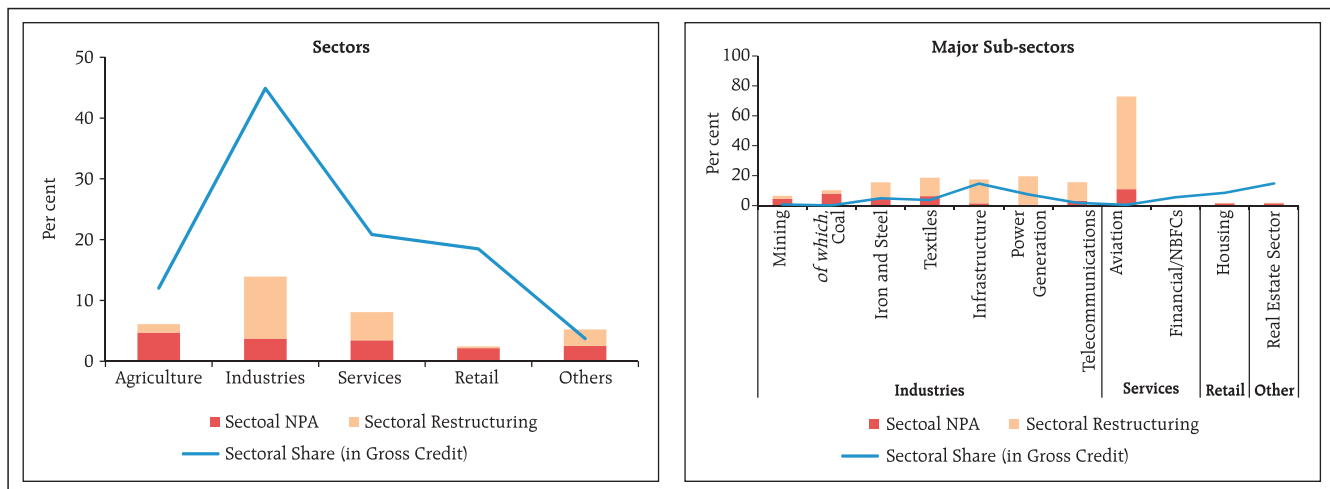 Sectors
Per cent
50
40
30
20
10
0
Agriculture
Industries
Services
Retail
Others
Sectoal NPA
Sectoral Restructuring
Sectoral Share (in Gross Credit)
Major Sub-sectors
Per cent
100
80
60
40
20
0
Mining
of which. Coal
Iron and Steel
Textiles
Infrastructure
Power Generation
Telecommunications
Aviation
Financial/NBFCs
Housing
Real Estate Sector
Industries
Services
Retail
Other
Sectoal NPA
Sectoral Restructuring
Sectoral Share (in Gross Credit)